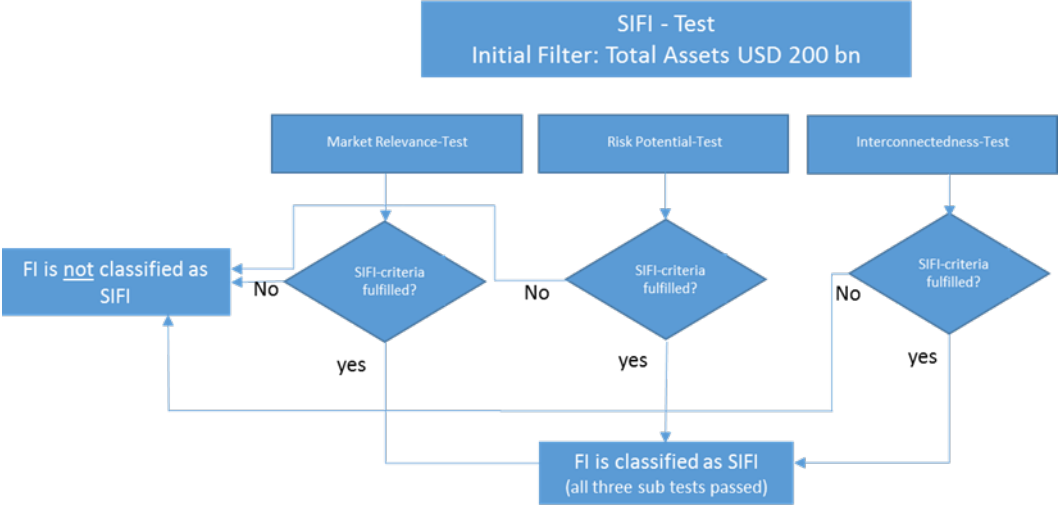 SIFI - Test
Initial Filter: Total Assets USD 200 bn
Market Relevance-Test
Risk Potential-Test
Interconnectedness-Test
FI is not classified as
SIFI
SIFI-criteria
fulfilled?
No
yes
SIFI-criteria
fulfilled?
No
yes
SIFI-criteria
fulfilled?
No
yes
FI is classified as SIFI
(all three sub tests passed)